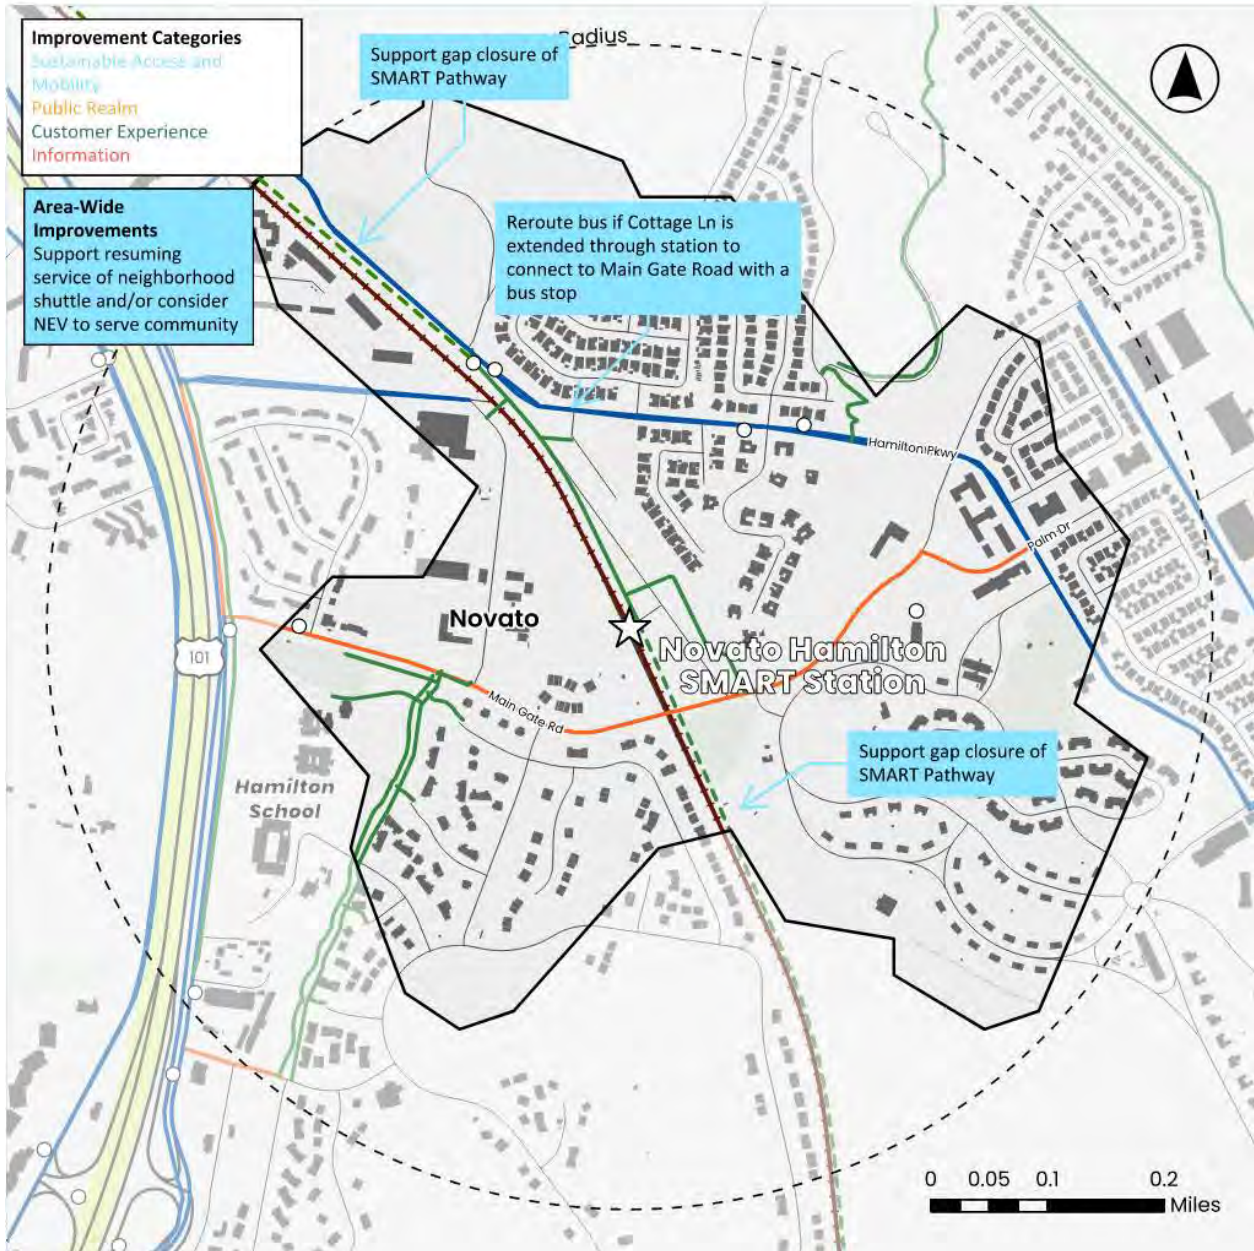 Improvement Categories
Sustainable Access and
Mobility
Public Realm
Customer Experience
Information
Area-Wide
Improvements
Support resuming
service of neighborhood
shuttle and/or consider
NEV to serve community
Support gap closure of
SMART Pathway
Radius
Reroute bus if Cottage Ln is
extended through station to
connect to Main Gate Road with a
bus stop
Hamilton Pkwy
Palm Dr
Novato
101
Novato Hamilton
SMART Station
Main Gate Rd
Support gap closure of
SMART Pathway
Hamilton
School
0 0.05 0.1 0.2
Miles